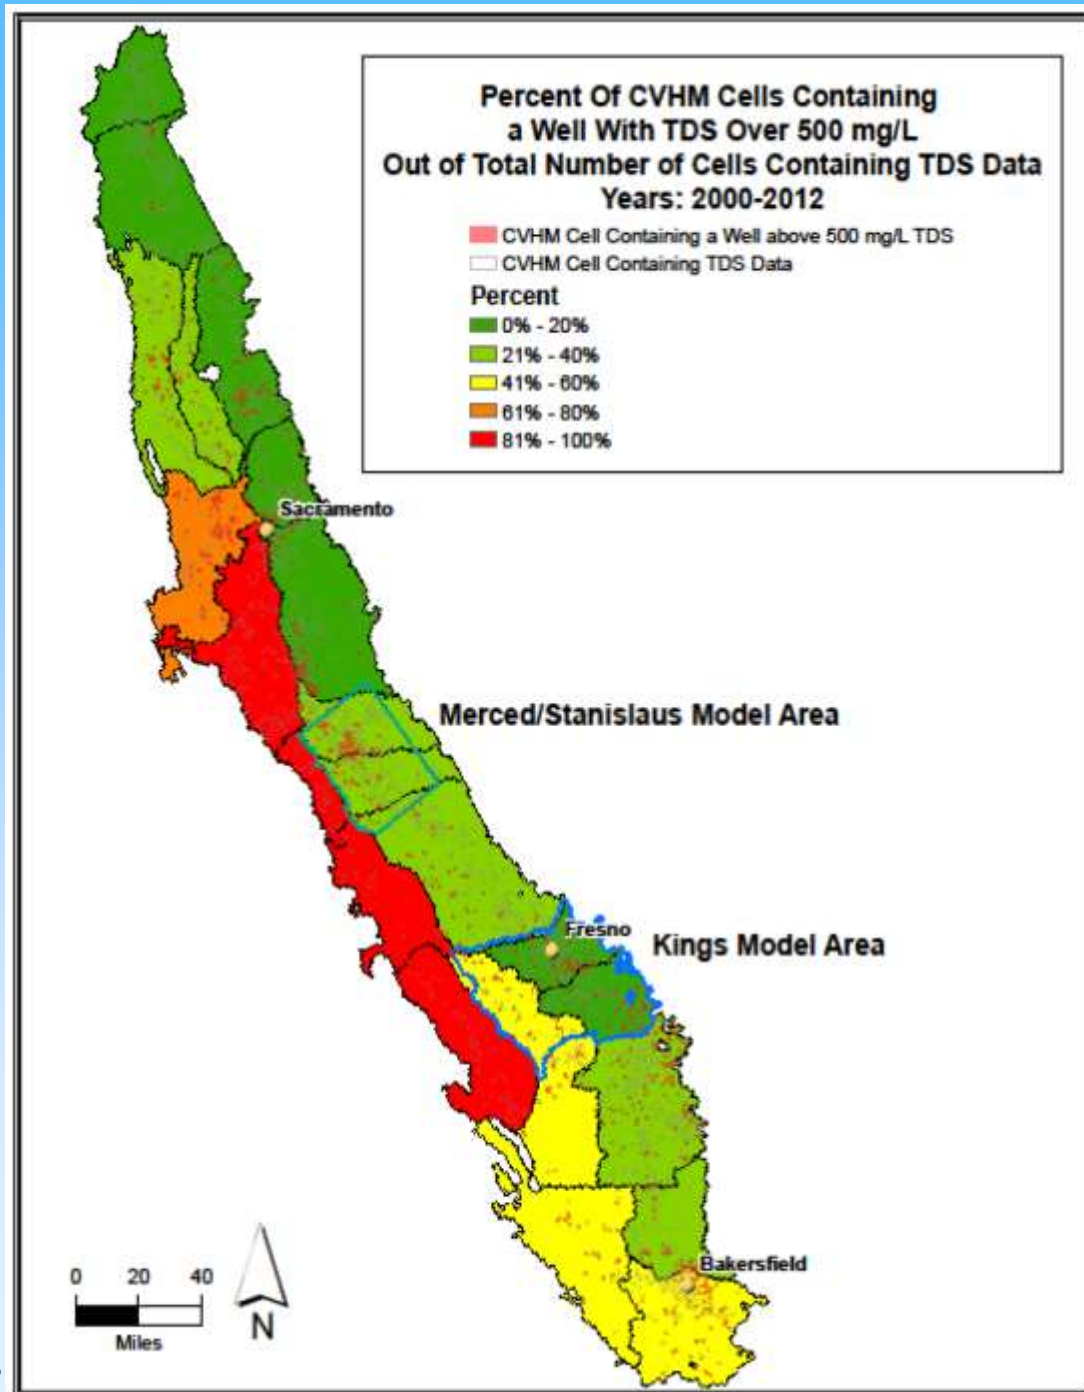 Percent Of CVHM Cells Containing
a Well With TDS Over 500 mg/L
Out of Total Number of Cells Containing TDS Data
Years: 2000-2012
CVHM Cell Containing a Well above 500 mg/L TDS
CVHM Cell Containing TDS Data
Percent
0% - 20%
21% - 40%
41% - 60%
61% - 80%
81% - 100%
Sacramento
Merced/Stanislaus Model Area
Fresno
Kings Model Area
Bakersfield
0 20 40
Miles
N